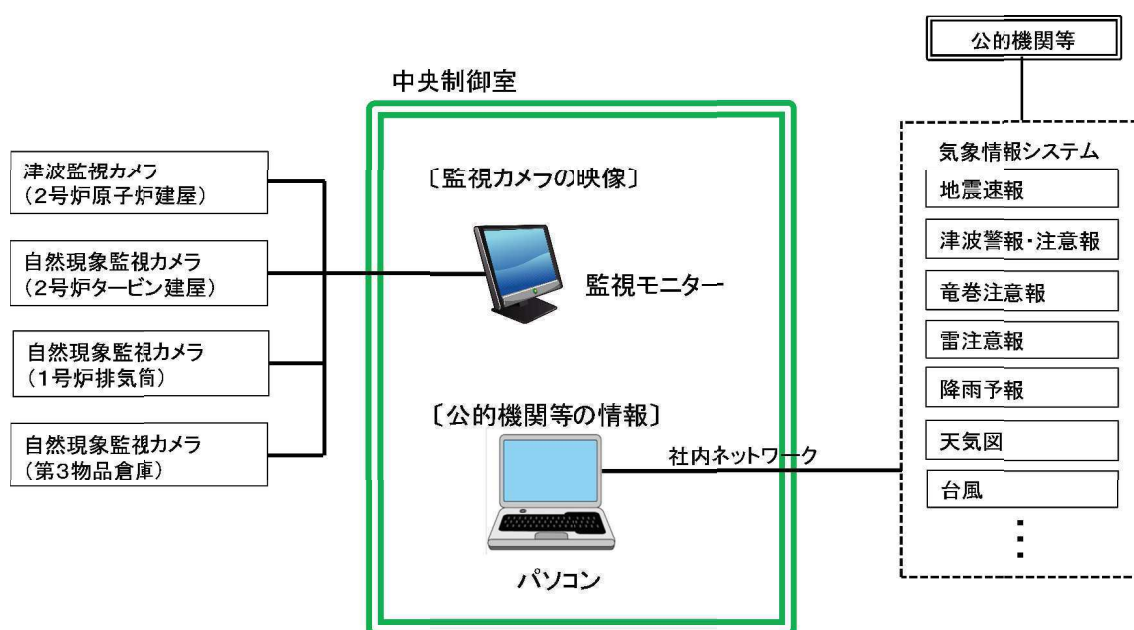 公的機関等
中央制御室
津波監視カメラ
(2号炉原子炉建屋)
自然現象監視カメラ
(2号炉タービン建屋)
自然現象監視カメラ
(1号炉排気筒)
自然現象監視カメラ
(第3物品倉庫)
〔監視カメラの映像〕
監視モニター
〔公的機関等の情報〕
パソコン
社内ネットワーク
気象情報システム
地震速報
津波警報・注意報
竜巻注意報
雷注意報
降雨予報
天気図
台風